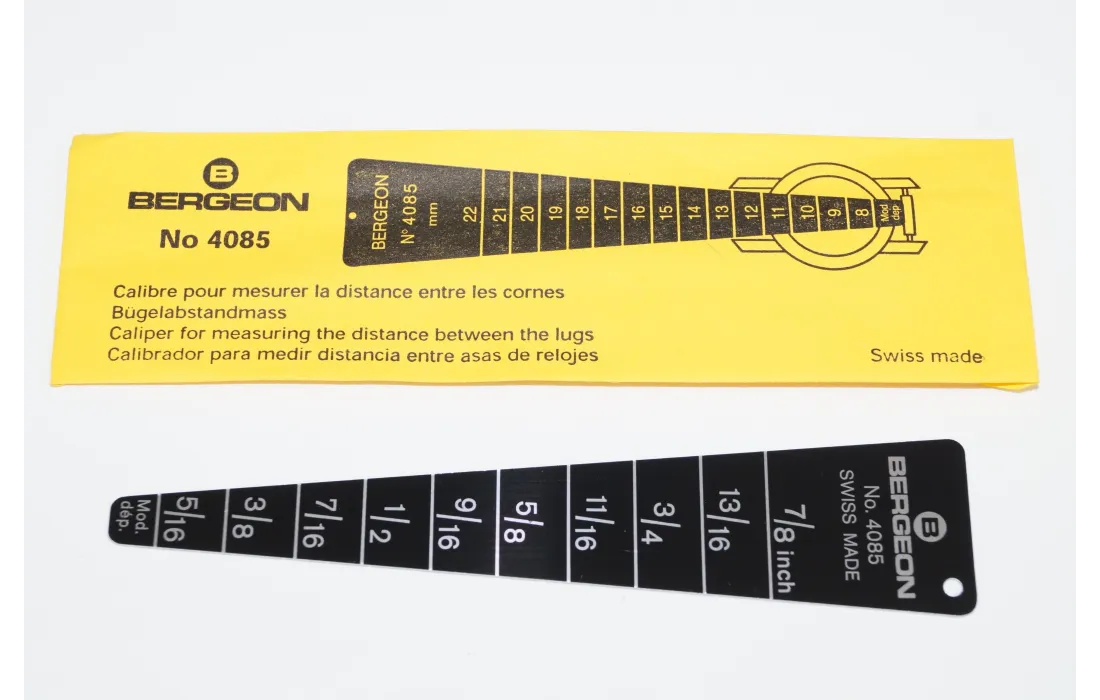 B
BERGEON
No 4085
BERGEON
N° 4085
mm
22
21
20
19
18
17
16
15
14
13
12
11
10
9
8
Mod
dép
Calibre pour mesurer la distance entre les cornes
Bügelabstandmass
Caliper for measuring the distance between the lugs
Calibrador para medir distancia entre asas de relojes
Swiss made
Mod.
dép.
5/16
3/8
7/16
1/2
9/16
5/8
11/16
3/4
13/16
7/8 inch
B
BERGEON
No. 4085
SWISS MADE